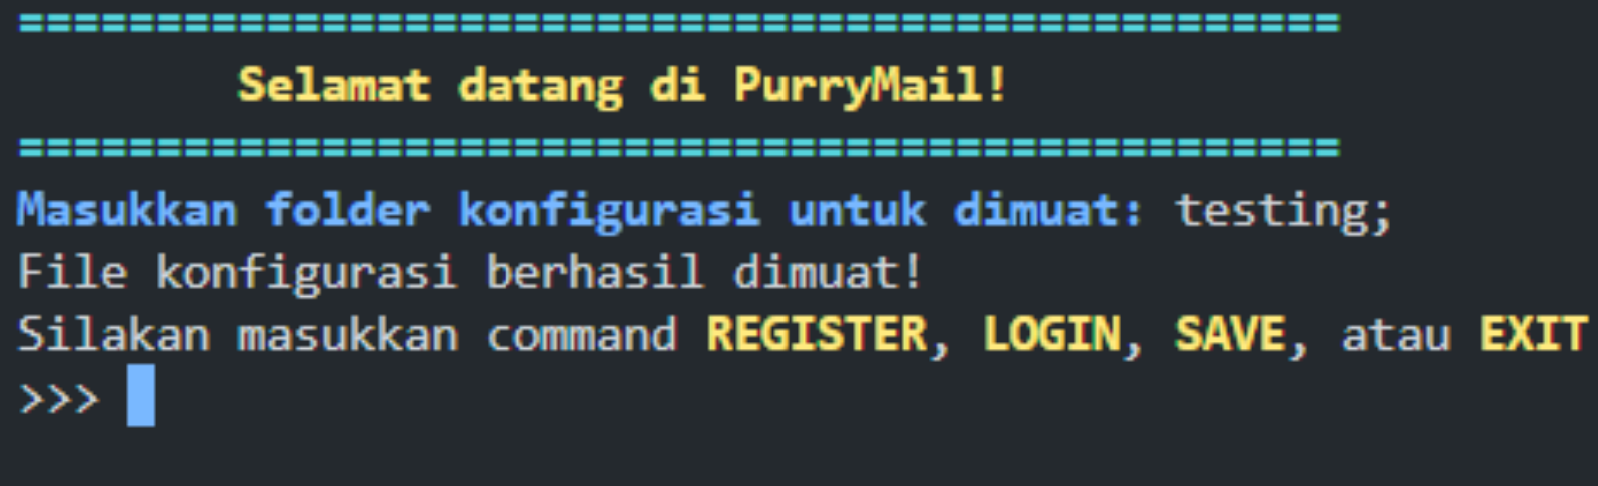 ================================================
Selamat datang di PurryMail!
================================================
Masukkan folder konfigurasi untuk dimuat: testing;
File konfigurasi berhasil dimuat!
Silakan masukkan command REGISTER, LOGIN, SAVE, atau EXIT
>>>